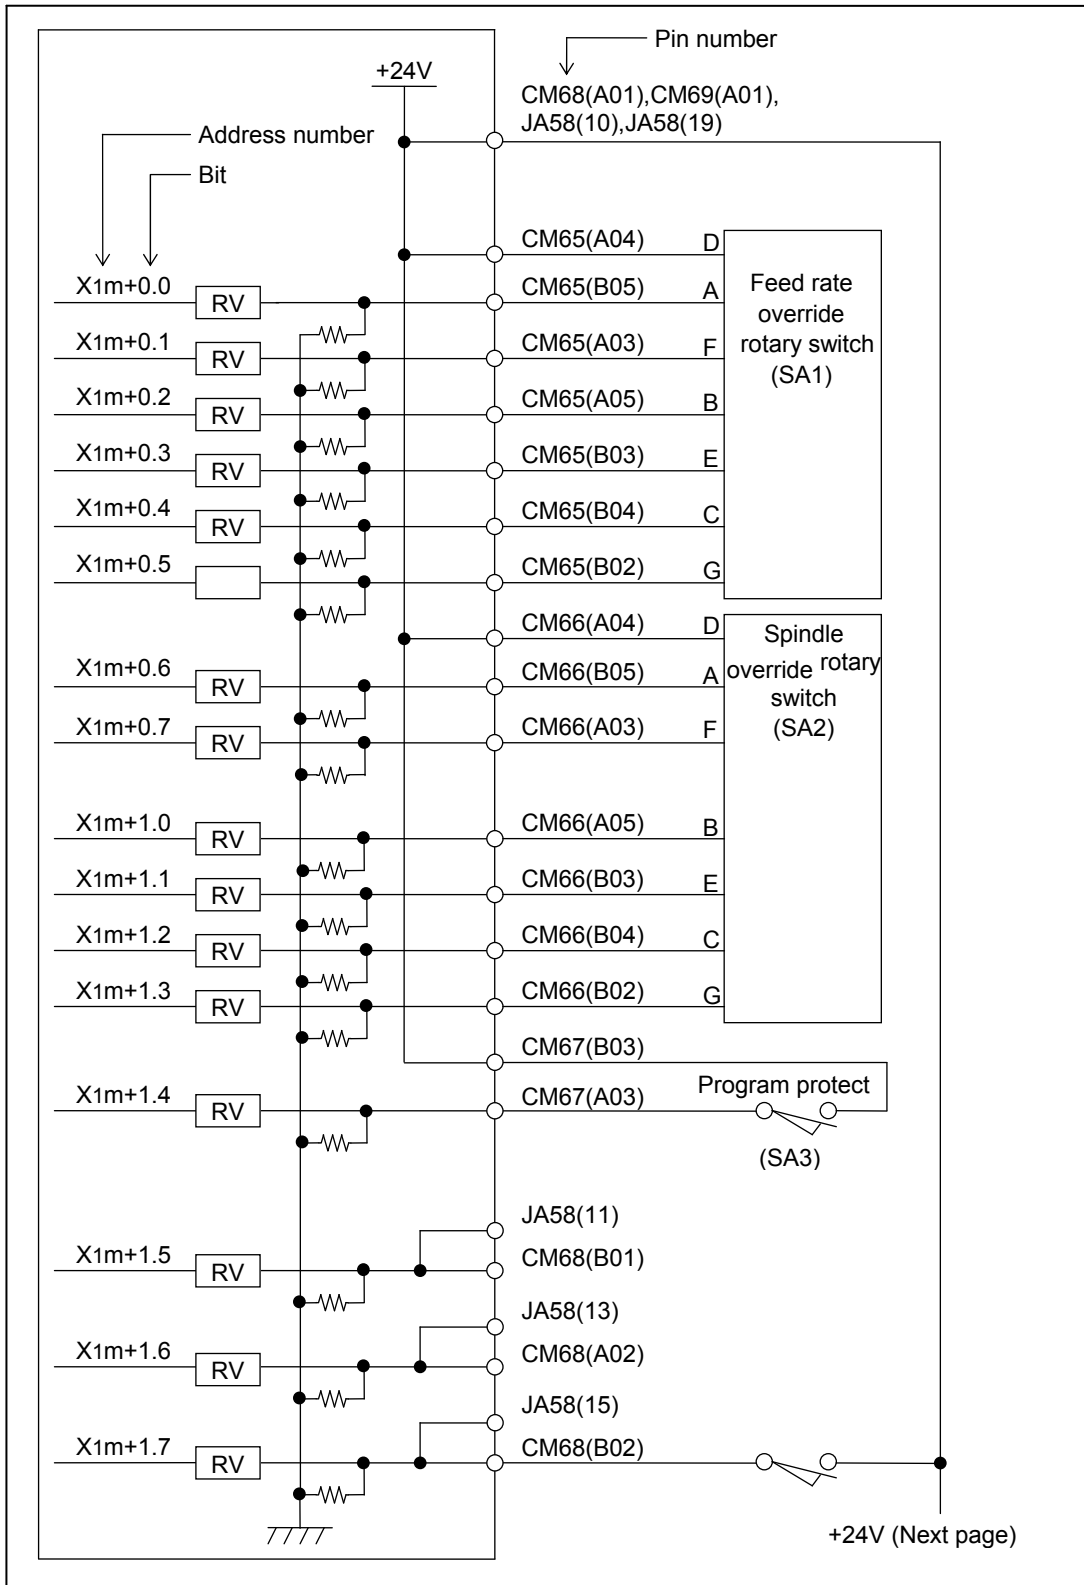 Pin number
+24V
CM68(A01),CM69(A01),
JA58(10),JA58(19)
Address number
Bit
CM65(A04) D
X1m+0.0 RV CM65(B05) A
Feed rate
override
rotary switch
(SA1)
X1m+0.1 RV CM65(A03) F
X1m+0.2 RV CM65(A05) B
X1m+0.3 RV CM65(B03) E
X1m+0.4 RV CM65(B04) C
X1m+0.5 CM65(B02) G
CM66(A04) D
Spindle
override rotary
switch
(SA2)
X1m+0.6 RV CM66(B05) A
X1m+0.7 RV CM66(A03) F
X1m+1.0 RV CM66(A05) B
X1m+1.1 RV CM66(B03) E
X1m+1.2 RV CM66(B04) C
X1m+1.3 RV CM66(B02) G
CM67(B03)
X1m+1.4 RV CM67(A03) Program protect
(SA3)
JA58(11)
X1m+1.5 RV CM68(B01)
JA58(13)
X1m+1.6 RV CM68(A02)
JA58(15)
X1m+1.7 RV CM68(B02)
+24V (Next page)